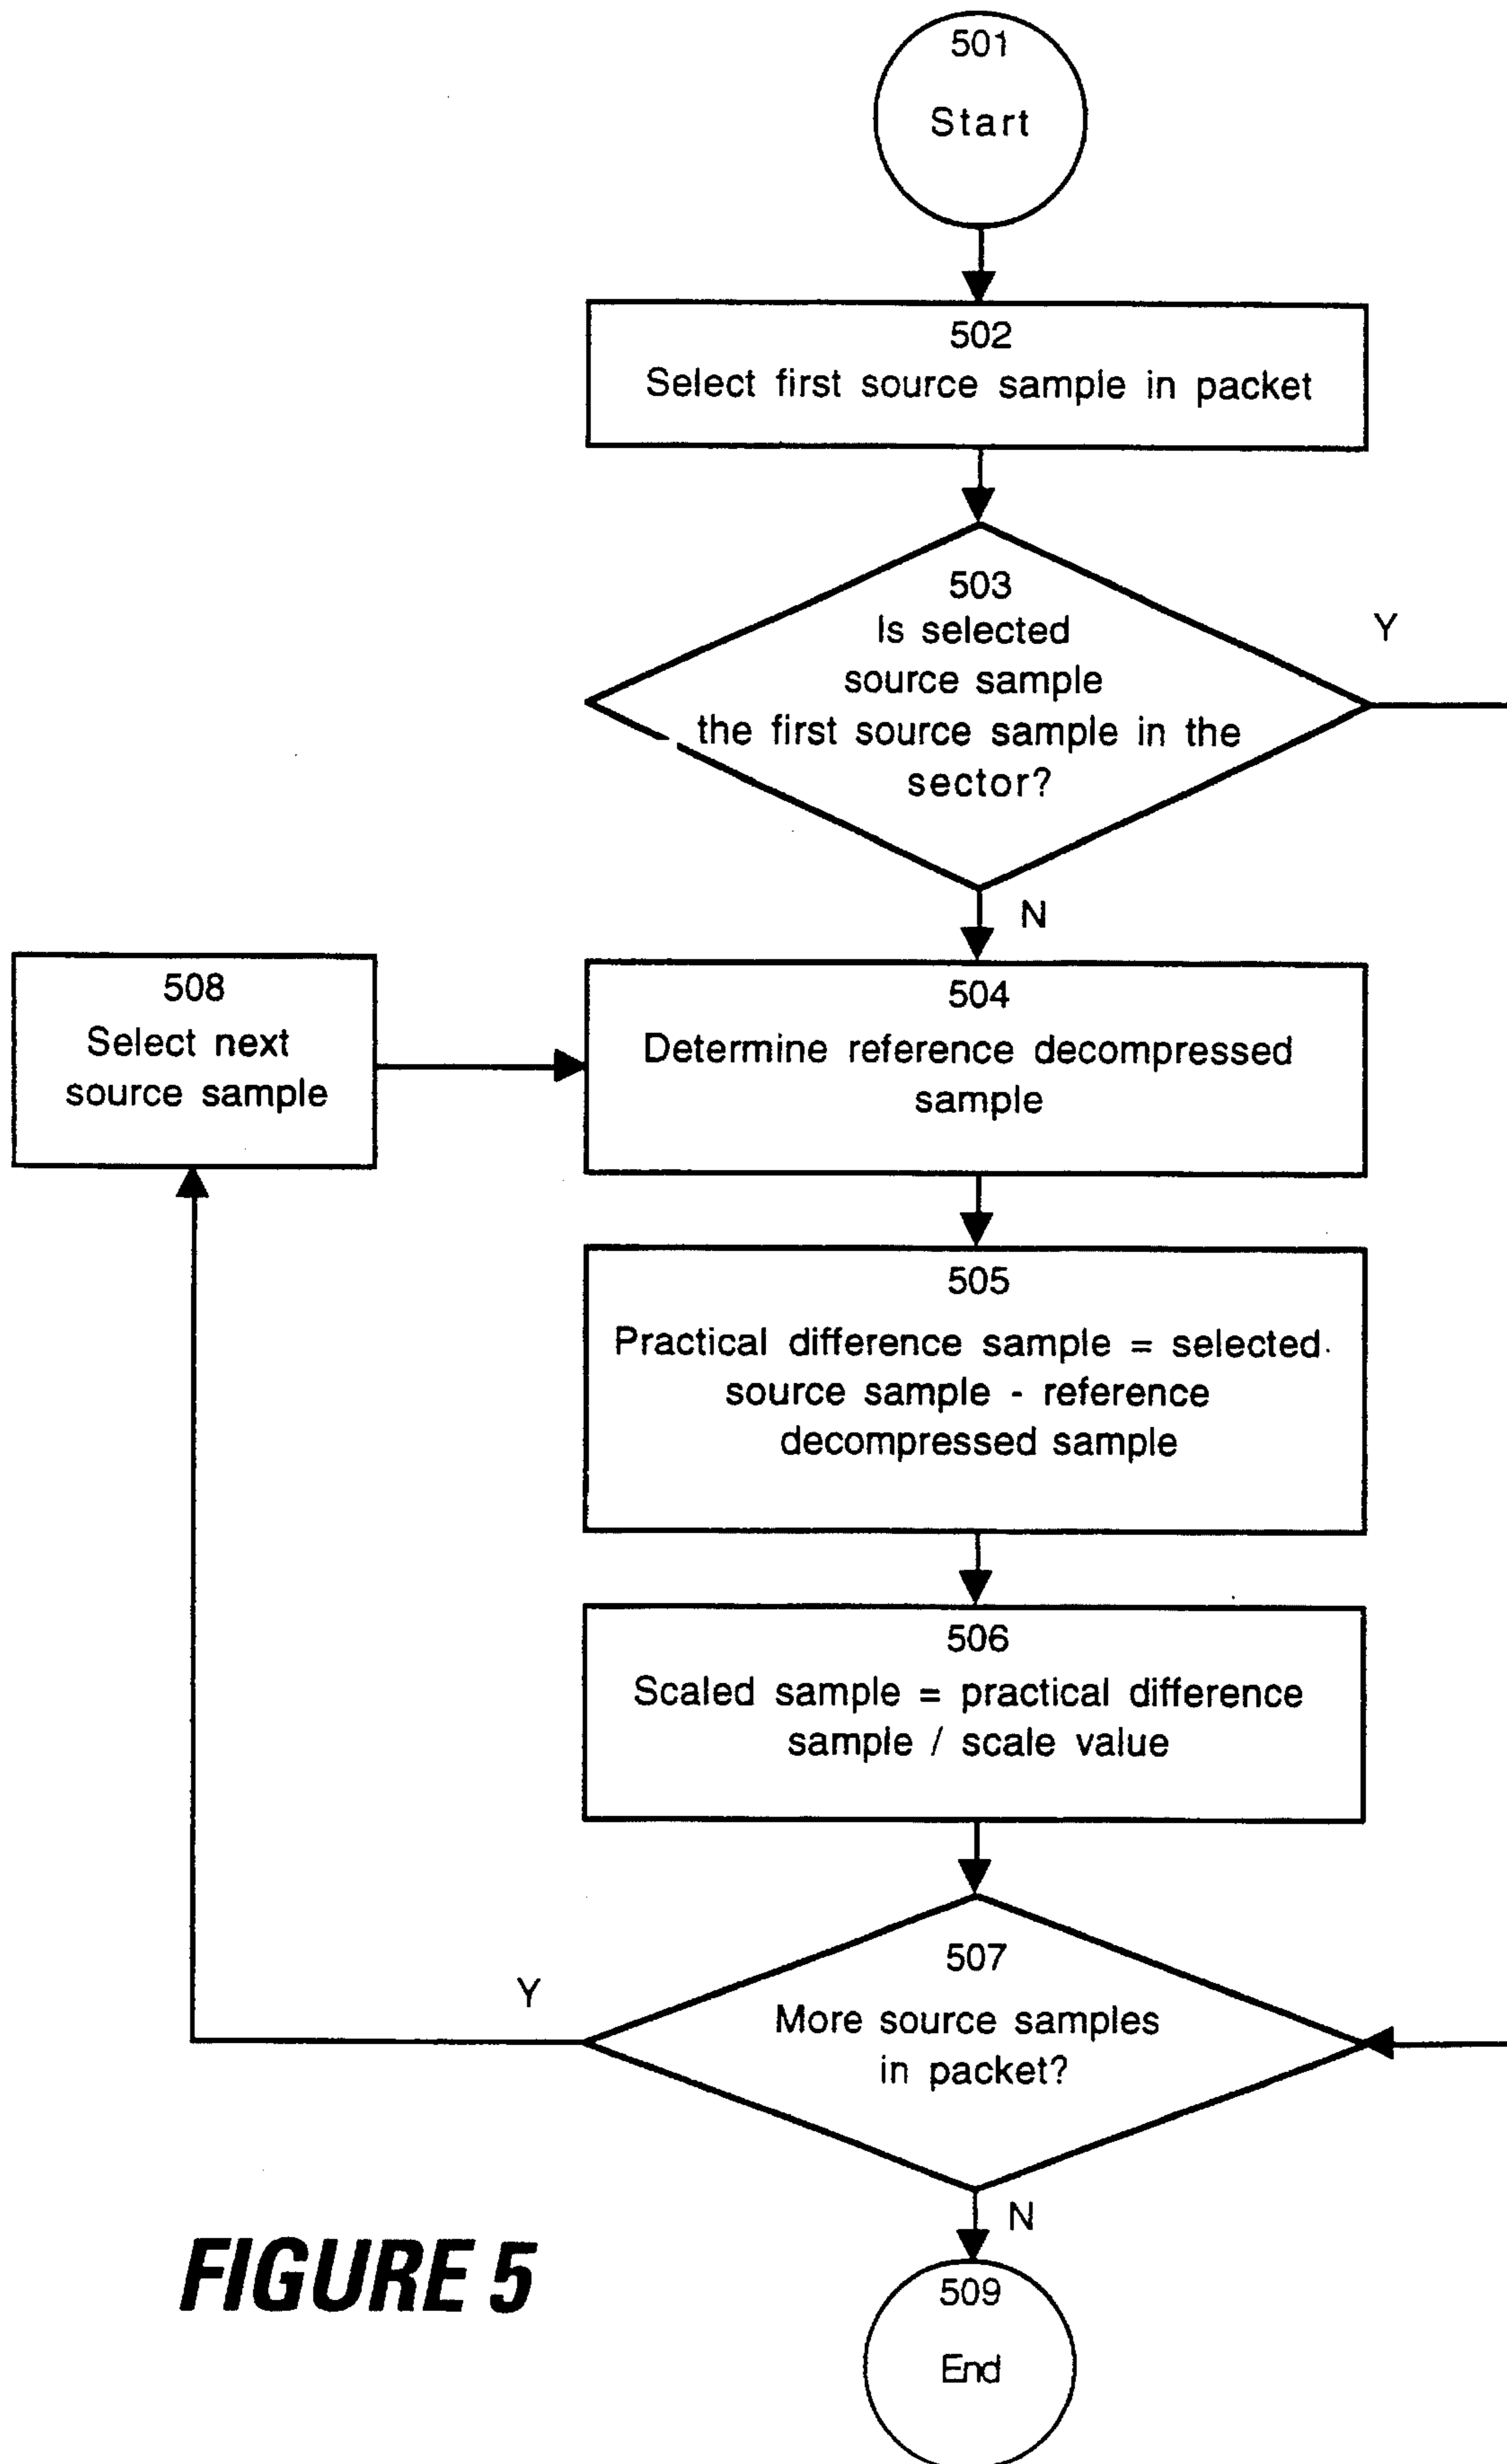 501
Start
502
Select first source sample in packet
503
Is selected
source sample
the first source sample in the
sector?
Y
N
508
Select next
source sample
504
Determine reference decompressed
sample
505
Practical difference sample = selected
source sample - reference
decompressed sample
506
Scaled sample = practical difference
sample / scale value
507
More source samples
in packet?
Y
N
509
End
FIGURE 5